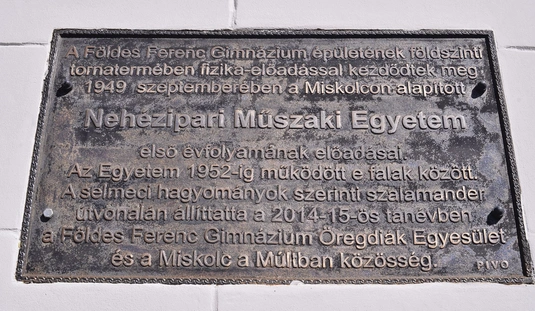 A Földes Ferenc Gimnázium épületének földszinti
tornatermében fizika-előadással kezdődtek meg
1949 szeptemberében a Miskolcon alapított
Nehézipari Műszaki Egyetem
első évfolyamának előadásai.
Az Egyetem 1952-ig működött e falak között.
A selmeci hagyományok szerinti szalamander
útvonalán állíttatta a 2014-15-ös tanévben
a Földes Ferenc Gimnázium Öregdiák Egyesület
és a Miskolc a Múltban közösség.
PIVO